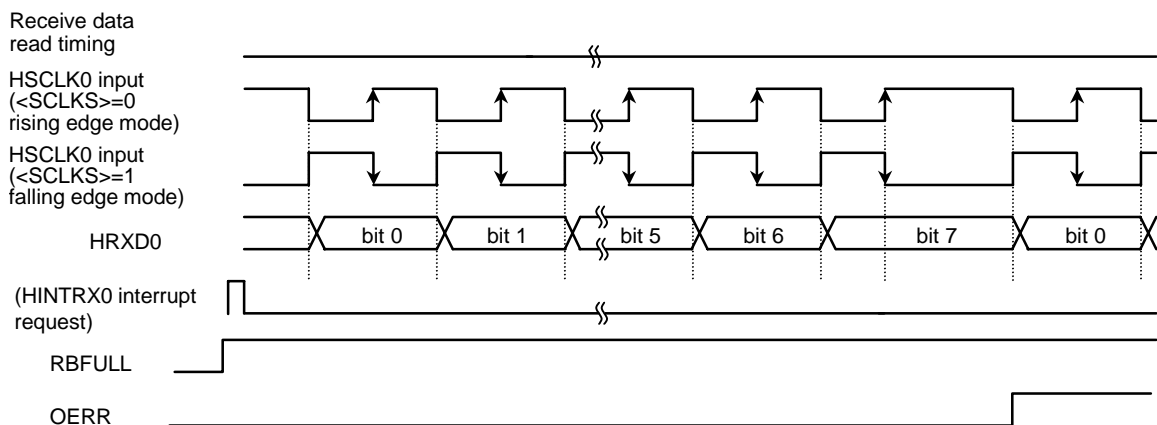 Receive data
read timing
HSCLK0 input
(<SCLKS>=0
rising edge mode)
HSCLK0 input
(<SCLKS>=1
falling edge mode)
HRXD0
bit 0
bit 1
bit 5
bit 6
bit 7
bit 0
(HINTRX0 interrupt
request)
RBFULL
OERR